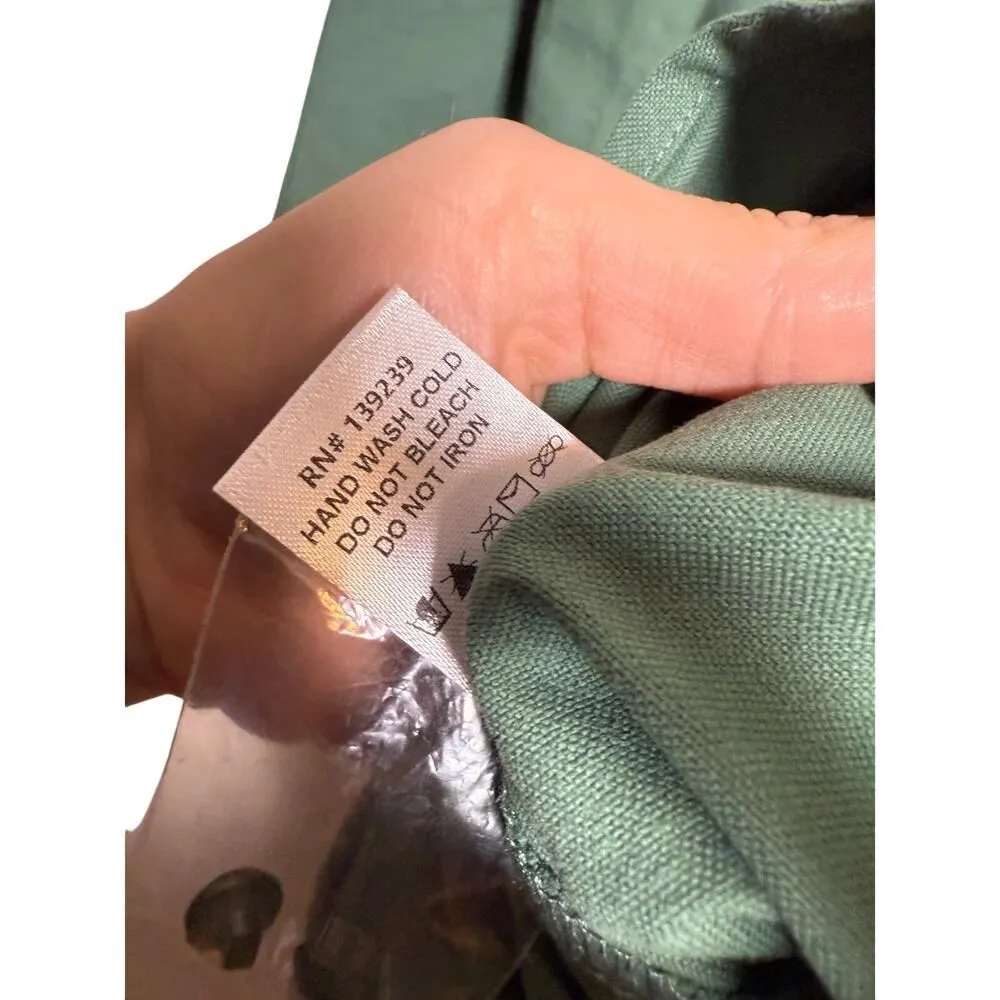 RN# 139239
HAND WASH COLD
DO NOT BLEACH
DO NOT IRON